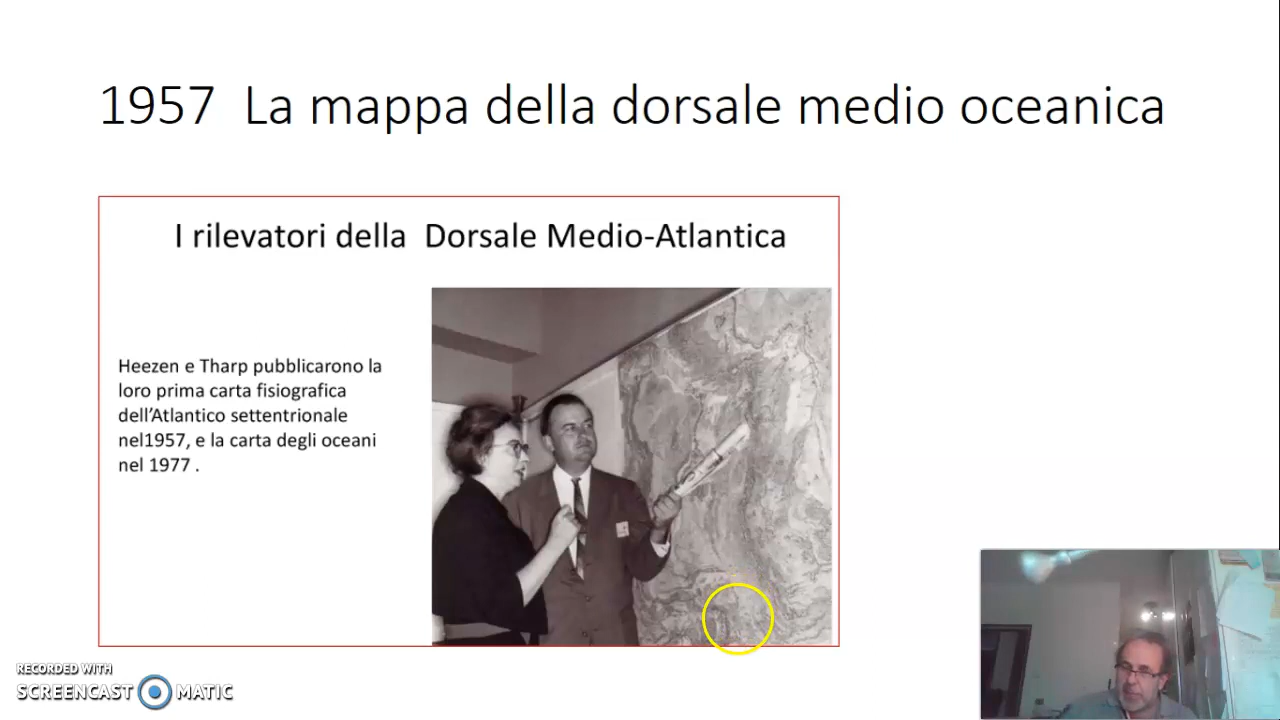 1957 La mappa della dorsale medio oceanica
I rilevatori della Dorsale Medio-Atlantica
Heezen e Tharp pubblicarono la
loro prima carta fisiografica
dell'Atlantico settentrionale
nel1957, e la carta degli oceani
nel 1977 .
RECORDED WITH
SCREENCAST MATIC